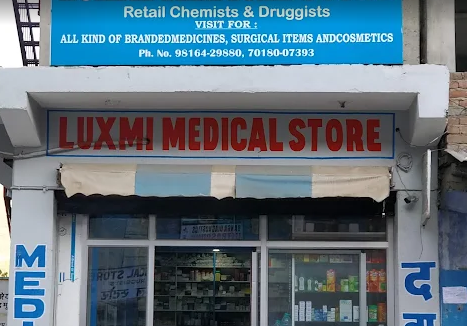 Retail Chemists & Druggists
VISIT FOR :
ALL KIND OF BRANDEDMEDICINES, SURGICAL ITEMS ANDCOSMETICS
Ph. No. 98164-29880, 70180-07393
LUXMI MEDICAL STORE
MED
द